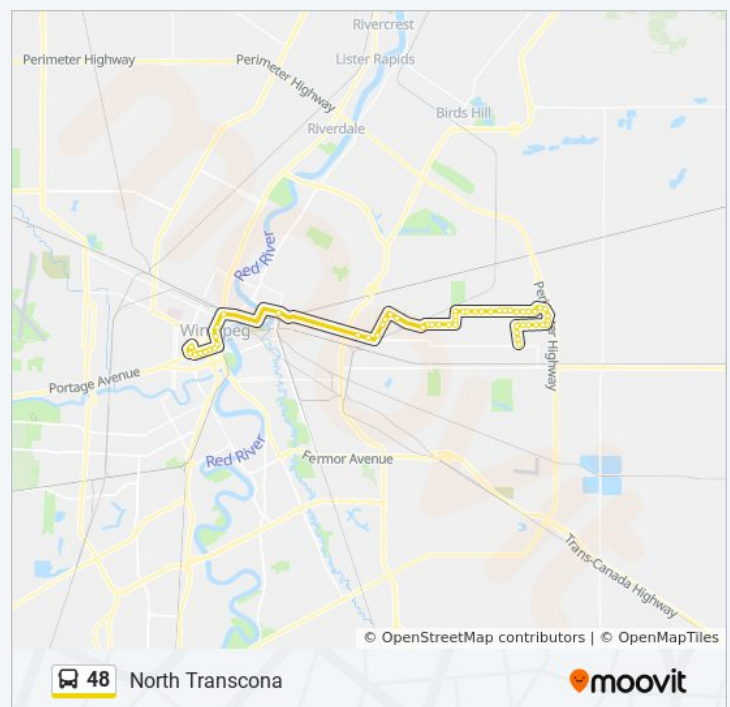 Rivercrest
Perimeter Highway
Lister Rapids
Perimeter Highway
Birds Hill
Riverdale
Red River
Perimeter Highway
Winnipeg
Portage Avenue
Red River
Fermor Avenue
Trans-Canada Highway
moovit
© OpenStreetMap contributors | © OpenMapTiles
48 North Transcona
moovit